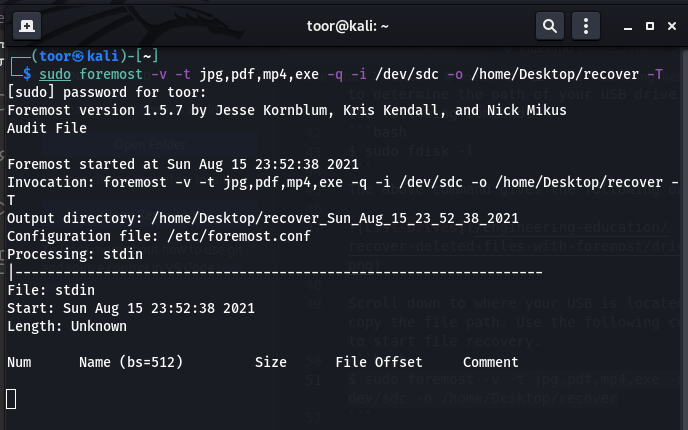 toor@kali: ~
(toor㉿kali)-[~]
$ sudo foremost -v -t jpg,pdf,mp4,exe -q -i /dev/sdc -o /home/Desktop/recover -T
[sudo] password for toor:
Foremost version 1.5.7 by Jesse Kornblum, Kris Kendall, and Nick Mikus
Audit File
Foremost started at Sun Aug 15 23:52:38 2021
Invocation: foremost -v -t jpg,pdf,mp4,exe -q -i /dev/sdc -o /home/Desktop/recover -
T
Output directory: /home/Desktop/recover_Sun_Aug_15_23_52_38_2021
Configuration file: /etc/foremost.conf
Processing: stdin
|------------------------------------------------------------------
File: stdin
Start: Sun Aug 15 23:52:38 2021
Length: Unknown
Num Name (bs=512) Size File Offset Comment